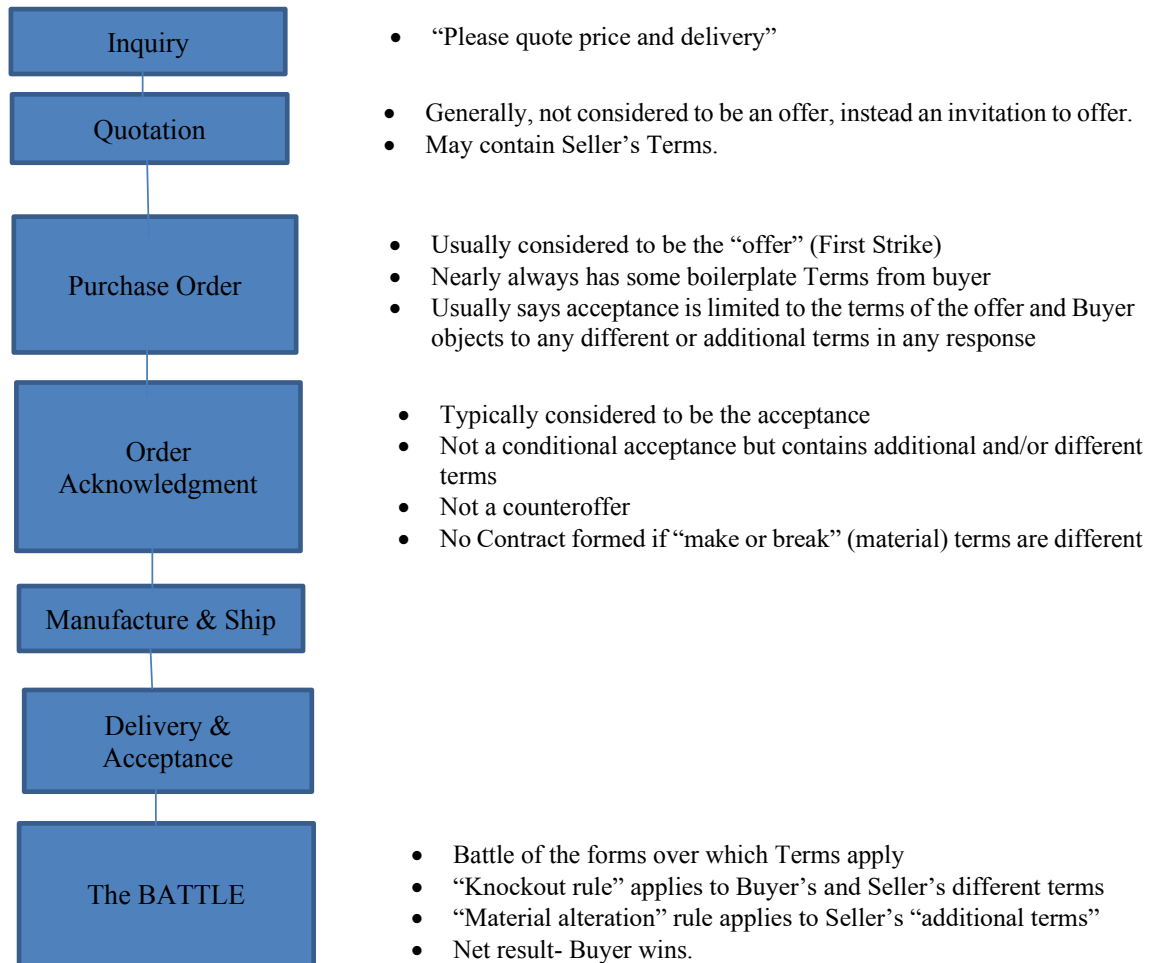 Inquiry
• “Please quote price and delivery”
Quotation
• Generally, not considered to be an offer, instead an invitation to offer.
• May contain Seller’s Terms.
Purchase Order
• Usually considered to be the “offer” (First Strike)
• Nearly always has some boilerplate Terms from buyer
• Usually says acceptance is limited to the terms of the offer and Buyer
objects to any different or additional terms in any response
Order
Acknowledgment
• Typically considered to be the acceptance
• Not a conditional acceptance but contains additional and/or different
terms
• Not a counteroffer
• No Contract formed if “make or break” (material) terms are different
Manufacture & Ship
Delivery &
Acceptance
The BATTLE
• Battle of the forms over which Terms apply
• “Knockout rule” applies to Buyer’s and Seller’s different terms
• “Material alteration” rule applies to Seller’s “additional terms”
• Net result- Buyer wins.